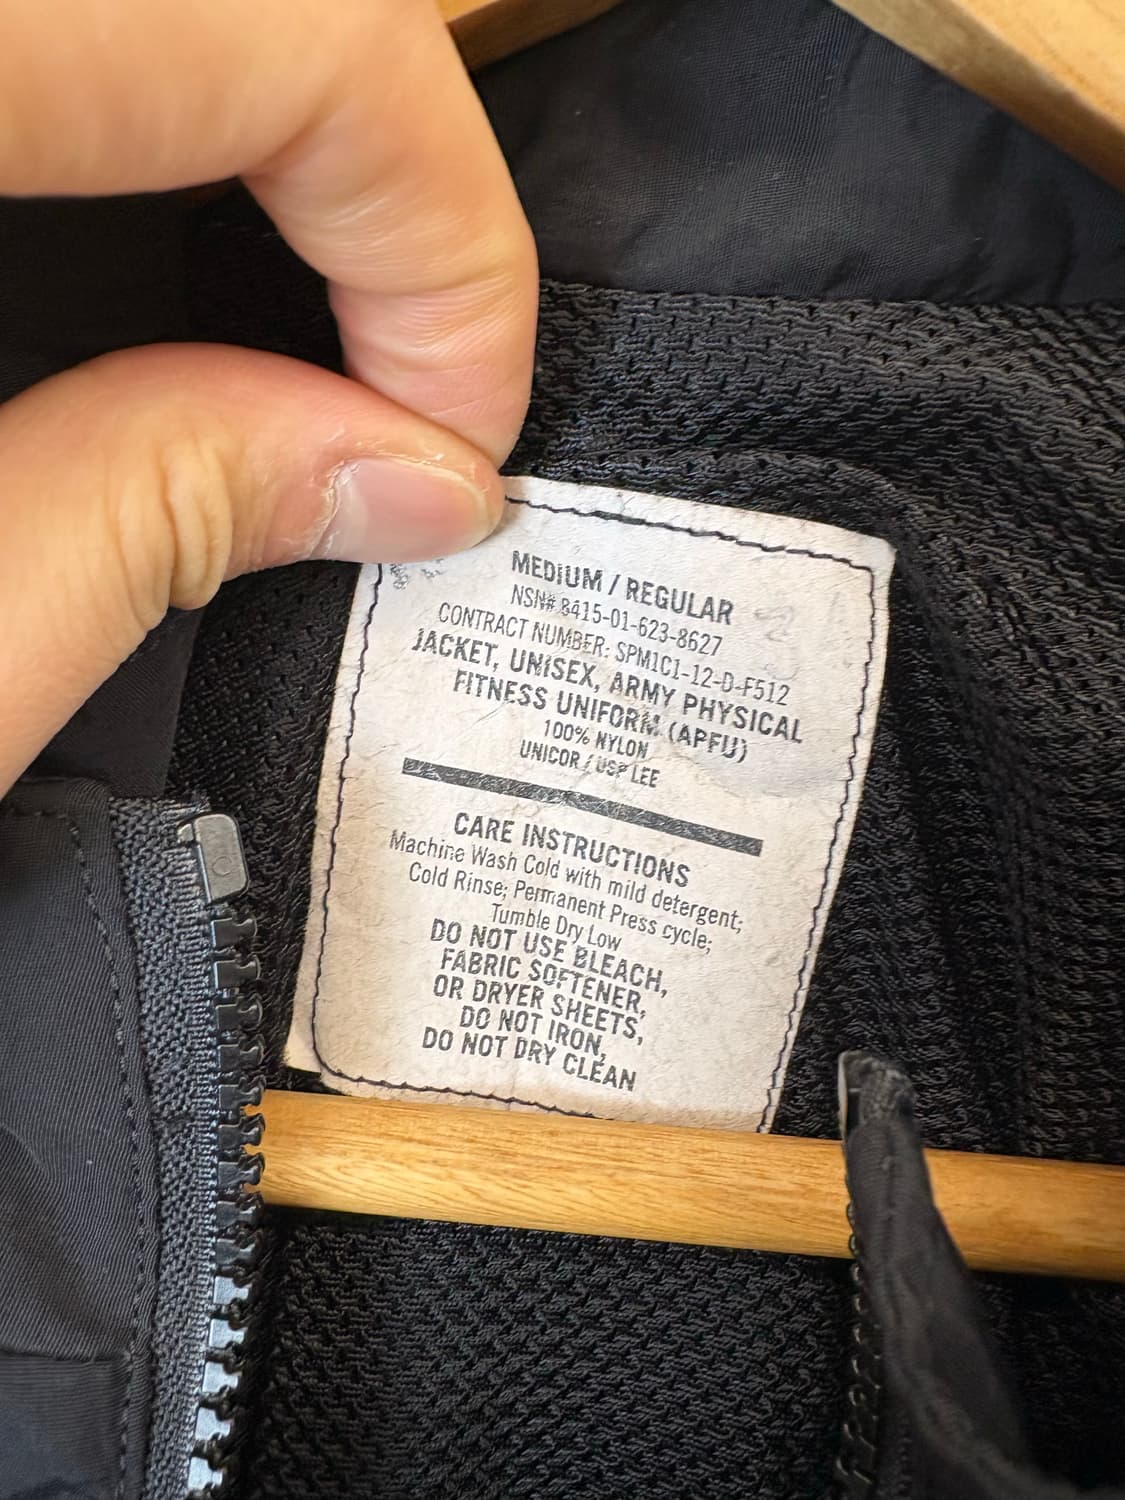 MEDIUM / REGULAR
NSN# 8415-01-623-8627
CONTRACT NUMBER: SPM1C1-12-D-F512
JACKET, UNISEX, ARMY PHYSICAL
FITNESS UNIFORM (APFU)
100% NYLON
UNICOR / USP LEE
CARE INSTRUCTIONS
Machine Wash Cold with mild detergent;
Cold Rinse; Permanent Press cycle;
Tumble Dry Low
DO NOT USE BLEACH,
FABRIC SOFTENER,
OR DRYER SHEETS,
DO NOT IRON,
DO NOT DRY CLEAN